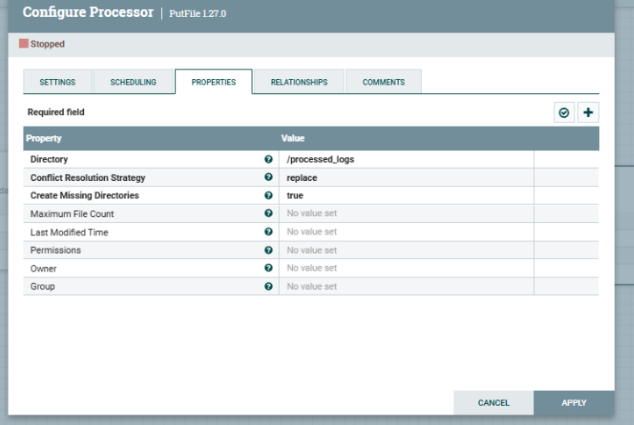 Configure Processor | PutFile 1.27.0
Stopped
SETTINGS SCHEDULING PROPERTIES RELATIONSHIPS COMMENTS
Required field
Property Value
Directory /processed_logs
Conflict Resolution Strategy replace
Create Missing Directories true
Maximum File Count No value set
Last Modified Time No value set
Permissions No value set
Owner No value set
Group No value set
CANCEL APPLY